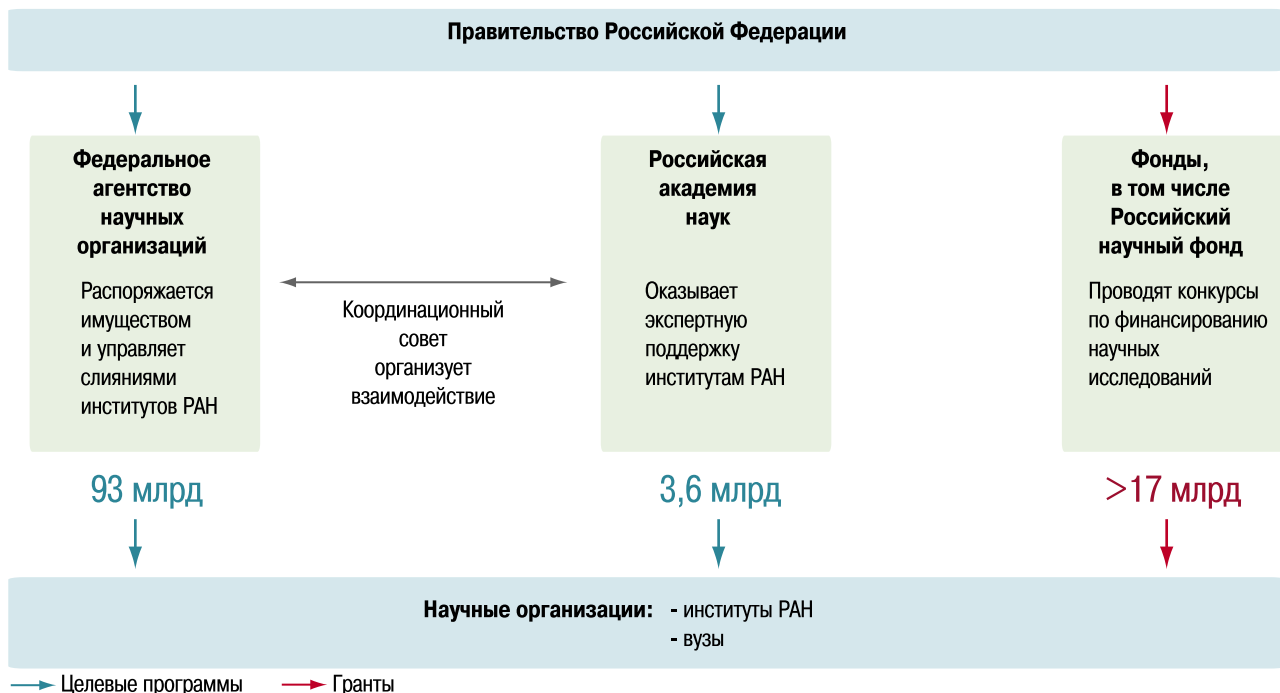 Правительство Российской Федерации
Федеральное
агентство
научных
организаций
Распоряжается
имуществом
и управляет
слияниями
институтов РАН
Координационный
совет
организует
взаимодействие
Российская
академия
наук
Оказывает
экспертную
поддержку
институтам РАН
Фонды,
в том числе
Российский
научный фонд
Проводят конкурсы
по финансированию
научных
исследований
93 млрд
3,6 млрд
>17 млрд
Научные организации: - институты РАН
- вузы
Целевые программы
Гранты